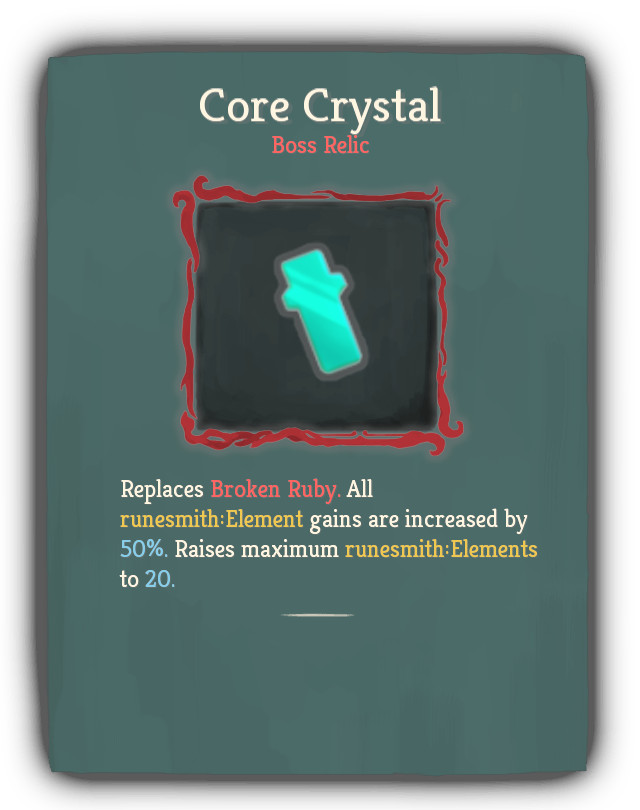 Core Crystal
Boss Relic
Replaces Broken Ruby. All
runesmith:Element gains are increased by
50%. Raises maximum runesmith:Elements
to 20.